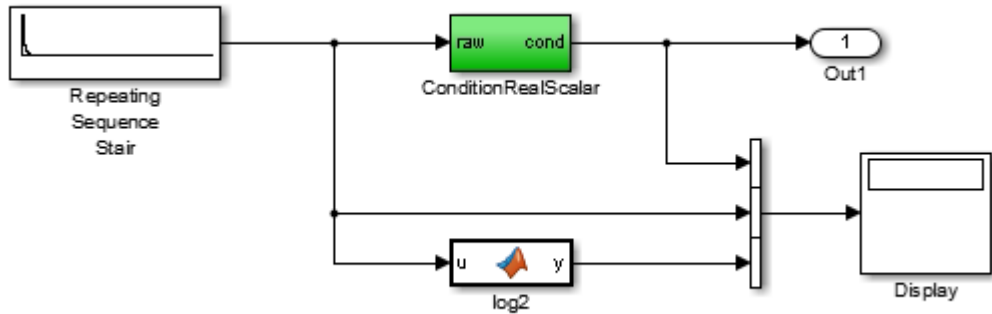 raw cond
1
ConditionRealScalar
Out1
Repeating
Sequence
Stair
u y
log2
Display